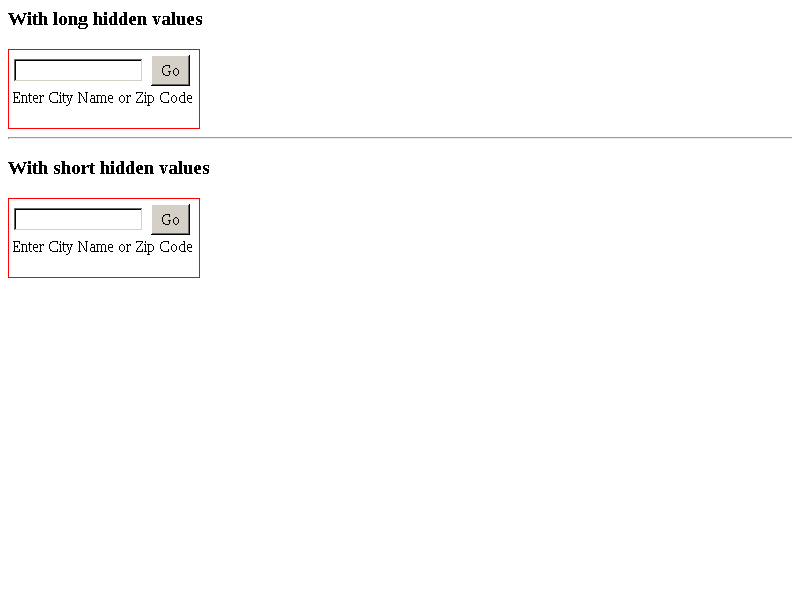 With long hidden values
Go
Enter City Name or Zip Code
With short hidden values
Go
Enter City Name or Zip Code